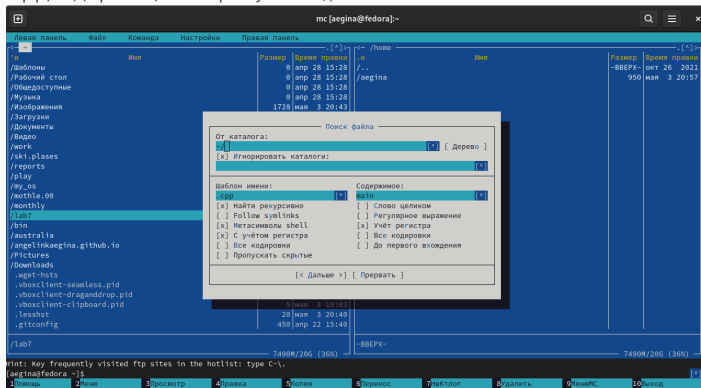 mc [aegina@fedora]:~
Левая панель Файл Команда Настройки Правая панель
<- ~ .[^]>
<- /home .[^]>
.и Имя Размер Время правки
.и Имя Размер Время правки
/Шаблоны 0 апр 28 15:28
/.. -ВВЕРХ- окт 26 2021
/Рабочий стол 0 апр 28 15:28
/aegina 950 мая 3 20:57
/Общедоступные 0 апр 28 15:28
/Музыка 0 апр 28 15:28
/Изображения 1728 мая 3 20:43
/Загрузки
/Документы
/Видео
/work
/ski.plases
/reports
/play
/my_os
/mothle.00
/monthly
/lab7
/bin
/australia
/angelinkaegina.github.io
/Pictures
/Downloads
.wget-hsts
.vboxclient-seamless.pid
.vboxclient-draganddrop.pid
.vboxclient-clipboard.pid 5 мая 3 19:03
.lesshst 20 мая 3 20:40
.gitconfig 450 апр 22 15:40
Поиск файла
От каталога:
~/ [^] [ Дерево ]
[x] Игнорировать каталоги:
[^]
Шаблон имени: Содержимое:
.cpp [^] main [^]
[x] Найти рекурсивно [ ] Слово целиком
[ ] Follow symlinks [ ] Регулярное выражение
[x] Метасимволы shell [x] Учёт регистра
[x] С учётом регистра [ ] Все кодировки
[ ] Все кодировки [ ] До первого вхождения
[ ] Пропускать скрытые
[< Дальше >] [ Прервать ]
/lab7
-ВВЕРХ-
7490M/20G (36%)
7490M/20G (36%)
Hint: Key frequently visited ftp sites in the hotlist: type C-\.
[aegina@fedora ~]$ [^]
1Помощь 2Меню 3Просмотр 4Правка 5Копия 6Перенос 7НвКтлог 8Удалить 9МенюMC 10Выход